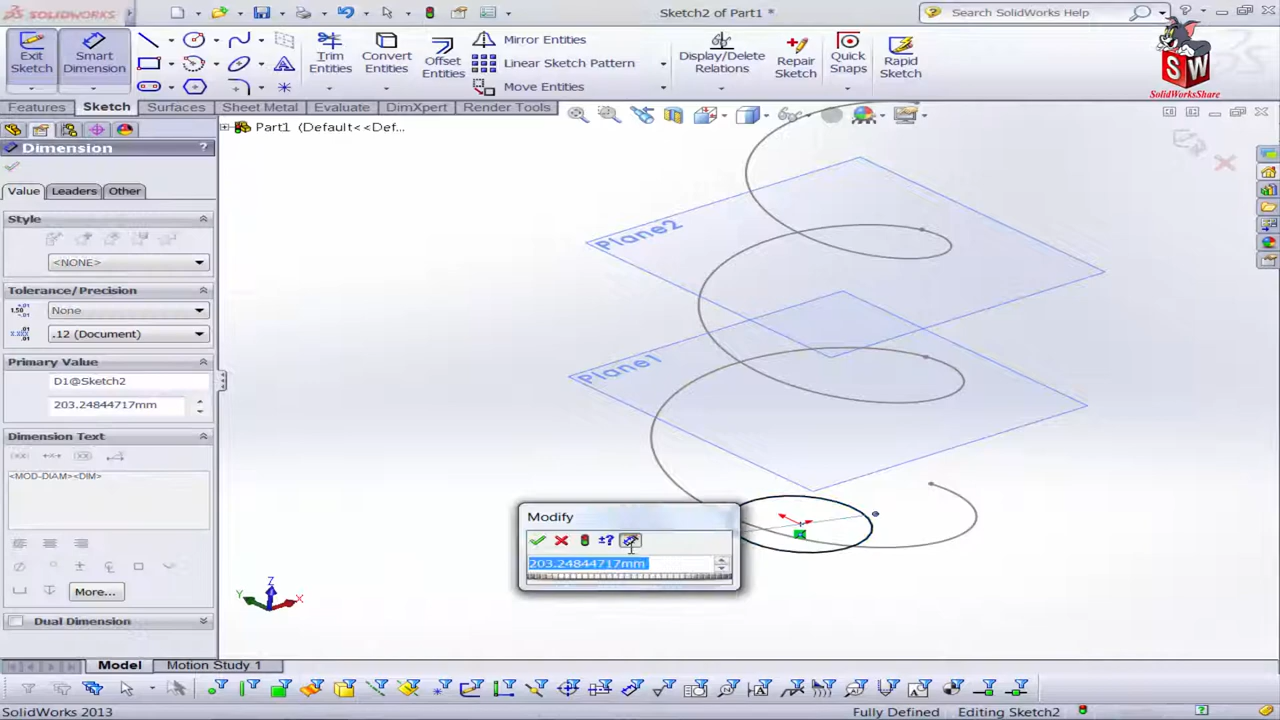 SOLIDWORKS
Sketch2 of Part1 *
Search SolidWorks Help
Exit Sketch
Smart Dimension
Trim Entities
Convert Entities
Offset Entities
Mirror Entities
Linear Sketch Pattern
Move Entities
Display/Delete Relations
Repair Sketch
Quick Snaps
Rapid Sketch
SW
SolidWorksShare
Features
Sketch
Surfaces
Sheet Metal
Evaluate
DimXpert
Render Tools
Part1 (Default<<Def...
Dimension
?
Value
Leaders
Other
Style
<NONE>
Tolerance/Precision
None
.12 (Document)
Primary Value
D1@Sketch2
203.24844717mm
Dimension Text
<MOD-DIAM><DIM>
More...
Dual Dimension
Plane2
Plane1
Modify
±?
203.24844717mm
Z
Y
X
Model
Motion Study 1
SolidWorks 2013
Fully Defined
Editing Sketch2